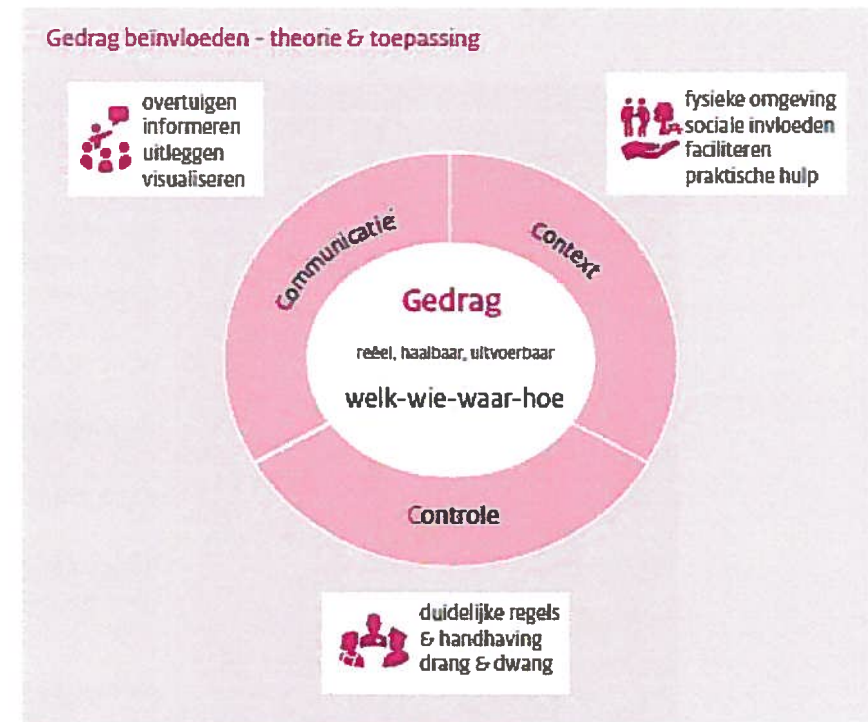 Gedrag beïnvloeden - theorie & toepassing
overtuigen
informeren
uitleggen
visualiseren
fysieke omgeving
sociale invloeden
faciliteren
praktische hulp
Communicatie
Context
Gedrag
reëel, haalbaar, uitvoerbaar
welk-wie-waar-hoe
Controle
duidelijke regels
& handhaving
drang & dwang